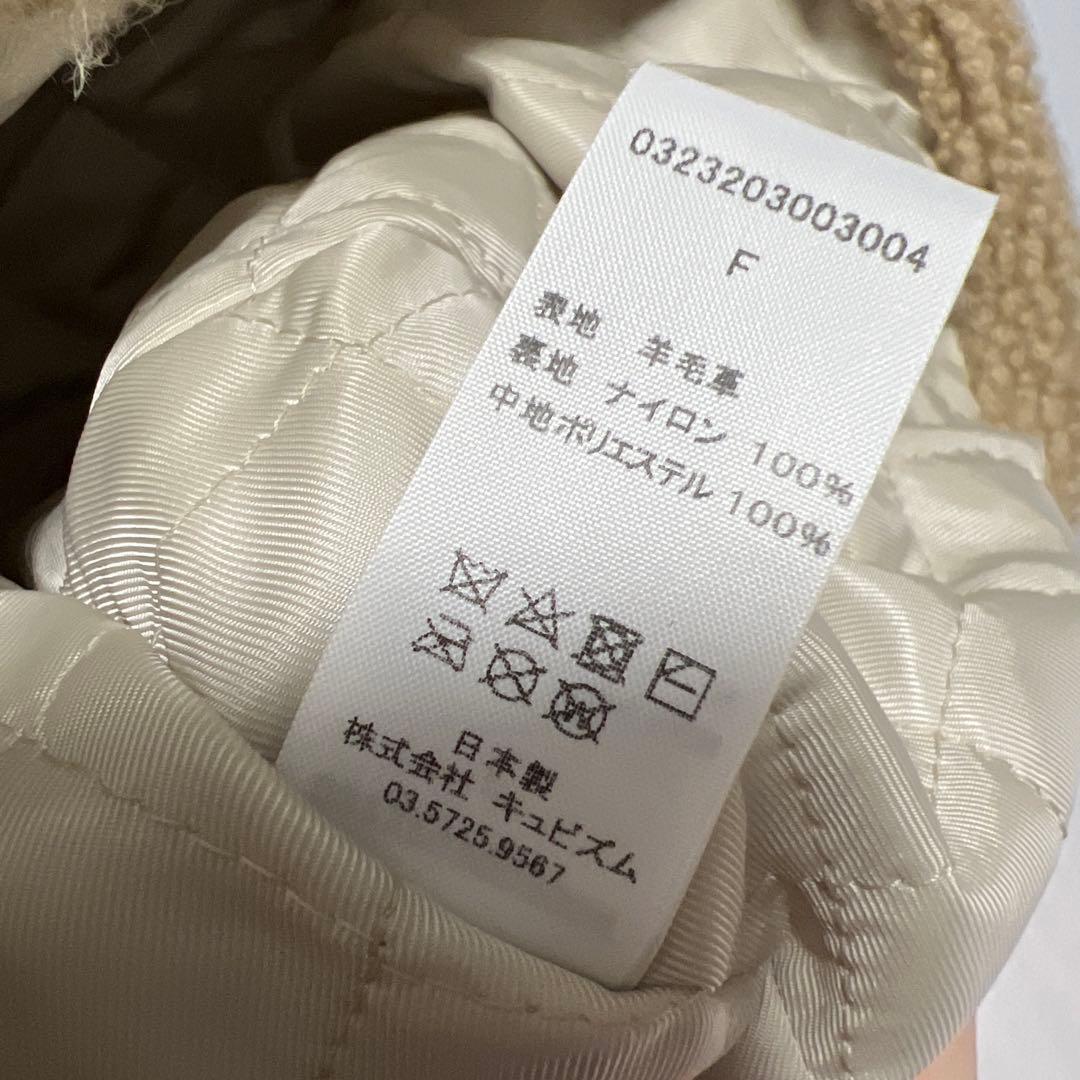 0323203003004
F
表地 羊毛革
裏地 ナイロン 100%
中地ポリエステル 100%
日本製
株式会社 キュビズム
03.5725.9567